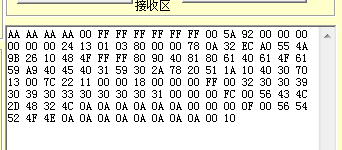 接收区
AA AA AA AA 00 FF FF FF FF FF FF 00 5A 92 00 00 00
00 00 00 24 13 01 03 80 00 00 78 0A 32 EC A0 55 4A
9B 26 10 48 4F FF FF 80 90 40 81 80 61 40 61 4F 61
59 A9 40 45 40 31 59 30 2A 78 20 51 1A 10 40 30 70
13 00 7C 22 11 00 00 18 00 00 00 FF 00 32 30 30 39
30 39 30 33 30 30 30 30 31 00 00 00 FC 00 56 43 4C
2D 48 32 4C 0A 0A 0A 0A 0A 0A 00 00 00 0F 00 56 54
52 4F 4E 0A 0A 0A 0A 0A 0A 00 10